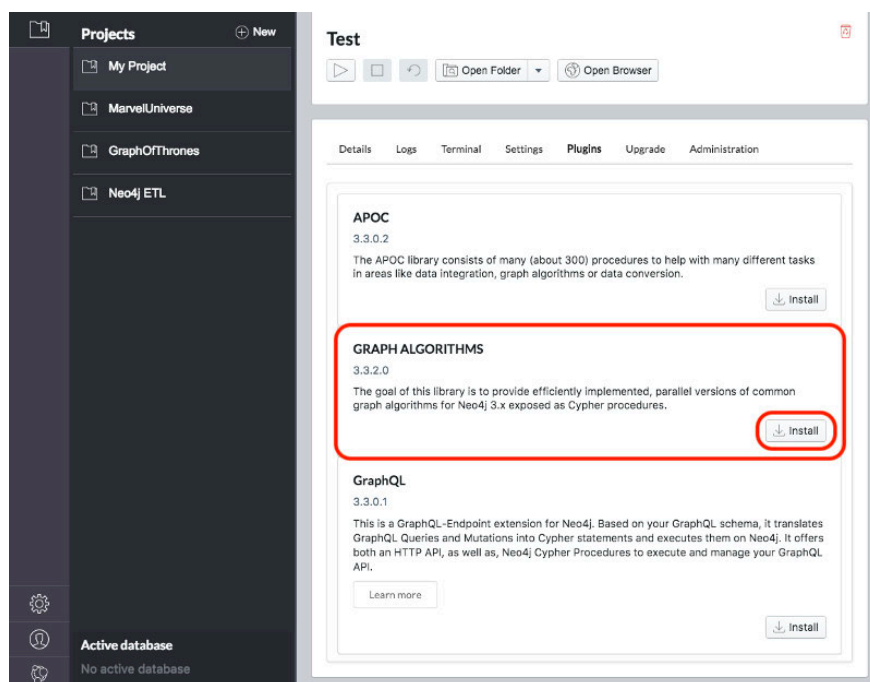 Projects
New
My Project
MarvelUniverse
GraphOfThrones
Neo4j ETL
Active database
No active database
Test
Open Folder
Open Browser
Details Logs Terminal Settings Plugins Upgrade Administration
APOC
3.3.0.2
The APOC library consists of many (about 300) procedures to help with many different tasks
in areas like data integration, graph algorithms or data conversion.
Install
GRAPH ALGORITHMS
3.3.2.0
The goal of this library is to provide efficiently implemented, parallel versions of common
graph algorithms for Neo4j 3.x exposed as Cypher procedures.
Install
GraphQL
3.3.0.1
This is a GraphQL-Endpoint extension for Neo4j. Based on your GraphQL schema, it translates
GraphQL Queries and Mutations into Cypher statements and executes them on Neo4j. It offers
both an HTTP API, as well as, Neo4j Cypher Procedures to execute and manage your GraphQL
API.
Learn more
Install